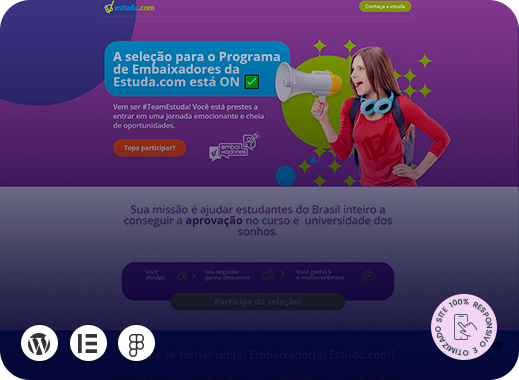 estuda.com
Conheça a estuda
A seleção para o Programa
de Embaixadores da
Estuda.com está ON
Vem ser #TeamEstuda! Você está prestes a
entrar em uma jornada emocionante e cheia
de oportunidades.
Topa participar?
embai
xadores
Sua missão é ajudar estudantes do Brasil inteiro a
conseguir a aprovação no curso e universidade dos
sonhos.
Você
divulga
Seu seguidor
ganha descontos
Você ganha $
e muitos prêmios!
Participe da seleção!
se tornar um(a) Embaixador(a) Estuda.com?
SITE 100% RESPONSIVO E OTIMIZADO